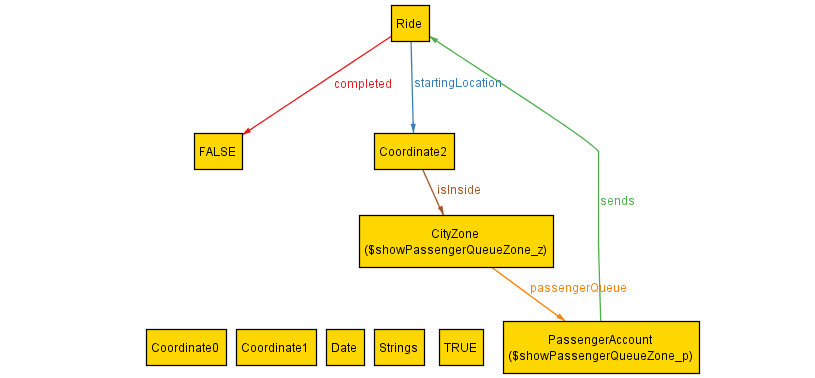 Ride
completed
startingLocation
FALSE
Coordinate2
isInside
sends
CityZone
($showPassengerQueueZone_z)
passengerQueue
Coordinate0
Coordinate1
Date
Strings
TRUE
PassengerAccount
($showPassengerQueueZone_p)